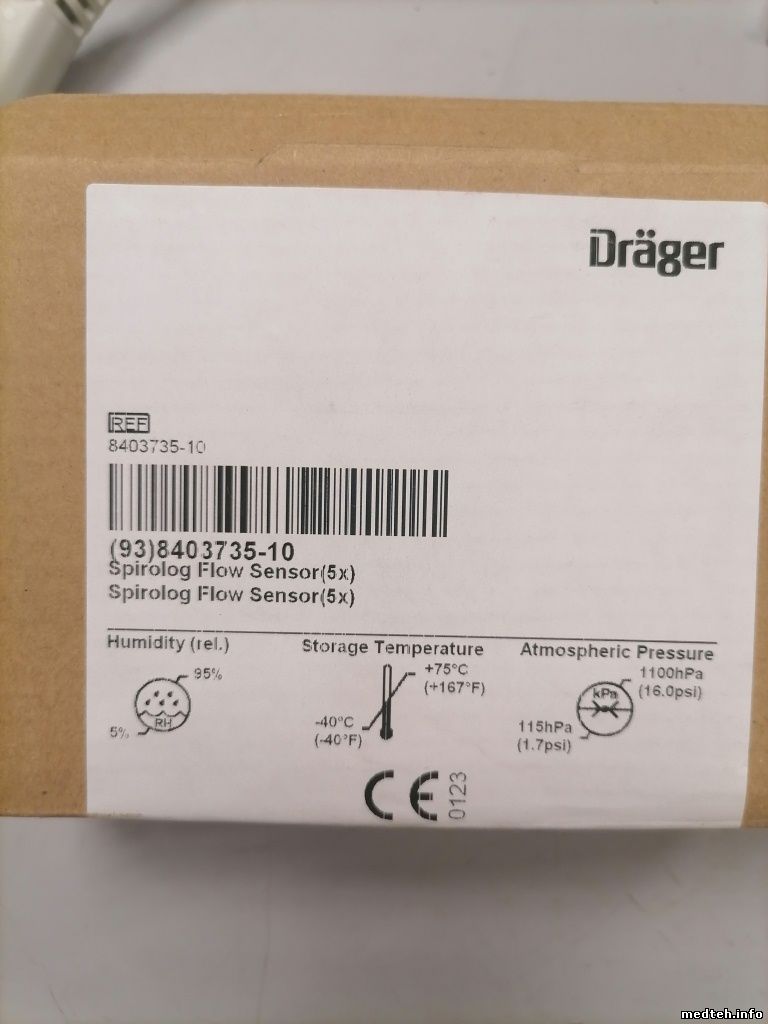 Dräger
REF
8403735-10
(93)8403735-10
Spirolog Flow Sensor(5x)
Spirolog Flow Sensor(5x)
Humidity (rel.)
95%
RH
5%
Storage Temperature
+75°C
(+167°F)
-40°C
(-40°F)
Atmospheric Pressure
1100hPa
(16.0psi)
kPa
115hPa
(1.7psi)
CE 0123
medteh.info